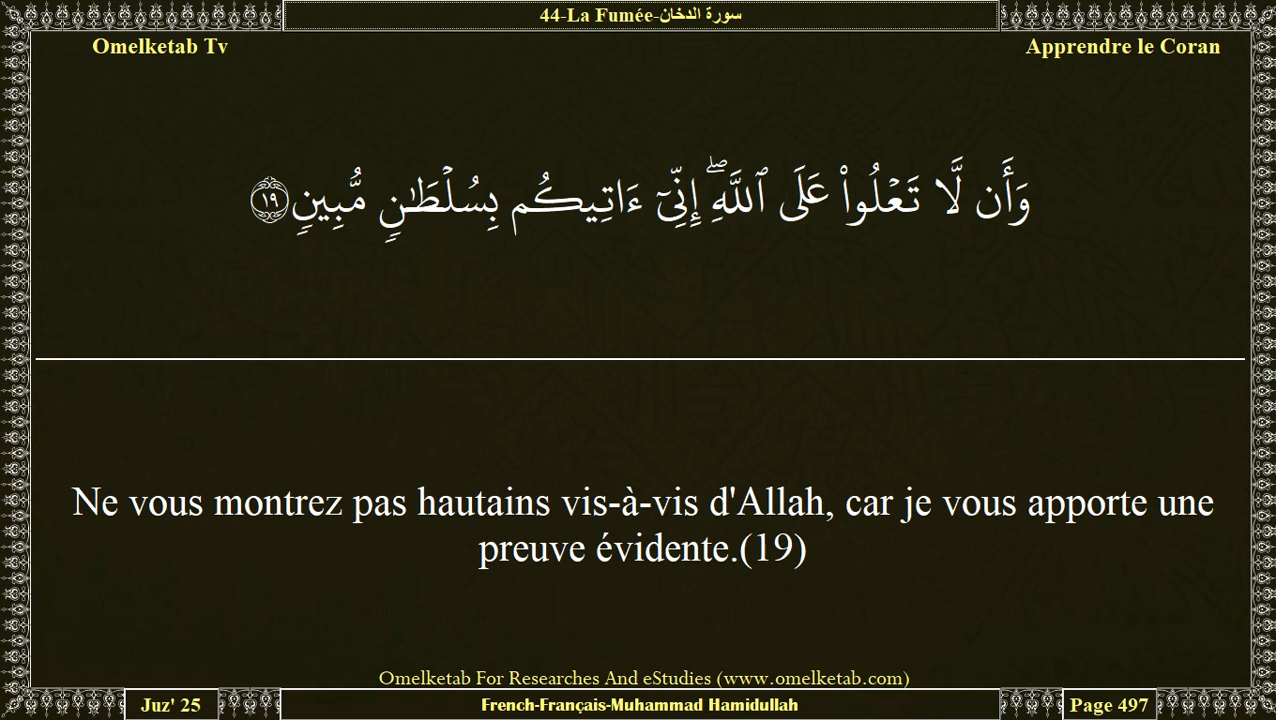 44-La Fumée-سورة الدخان
Omelketab Tv
Apprendre le Coran
وَأَن لَّا تَعْلُوا۟ عَلَى ٱللَّهِ ۖ إِنِّىٓ ءَاتِيكُم بِسُلْطَـٰنٍ مُّبِينٍ ١٩
Ne vous montrez pas hautains vis-à-vis d'Allah, car je vous apporte une
preuve évidente.(19)
Omelketab For Researches And eStudies (www.omelketab.com)
Juz' 25
French-Français-Muhammad Hamidullah
Page 497